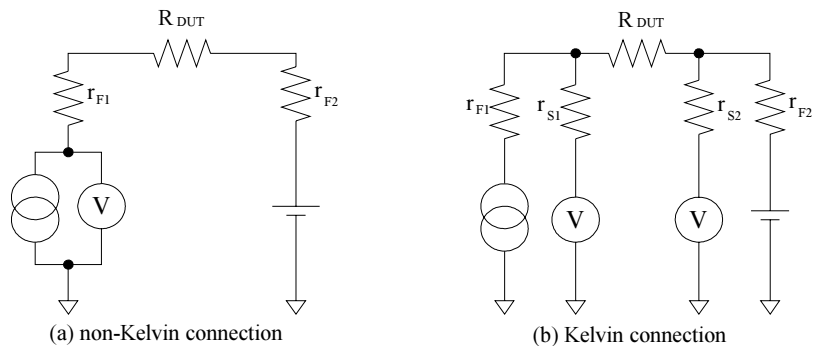 R DUT
r F1
r F2
V
(a) non-Kelvin connection
R DUT
r F1
r S1
r S2
r F2
V
V
(b) Kelvin connection